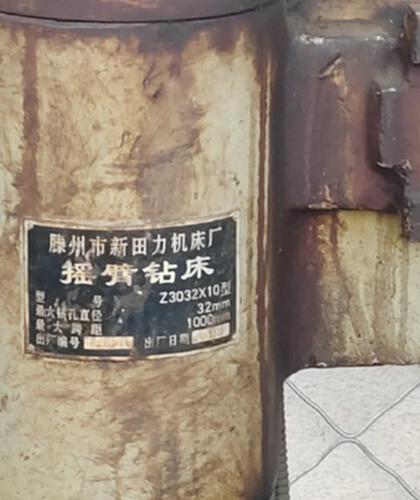 滕州市新田力机床厂
摇臂钻床
型号 Z3032X10型
最大钻孔直径 32mm
最大跨距 1000mm
出厂编号 出厂日期